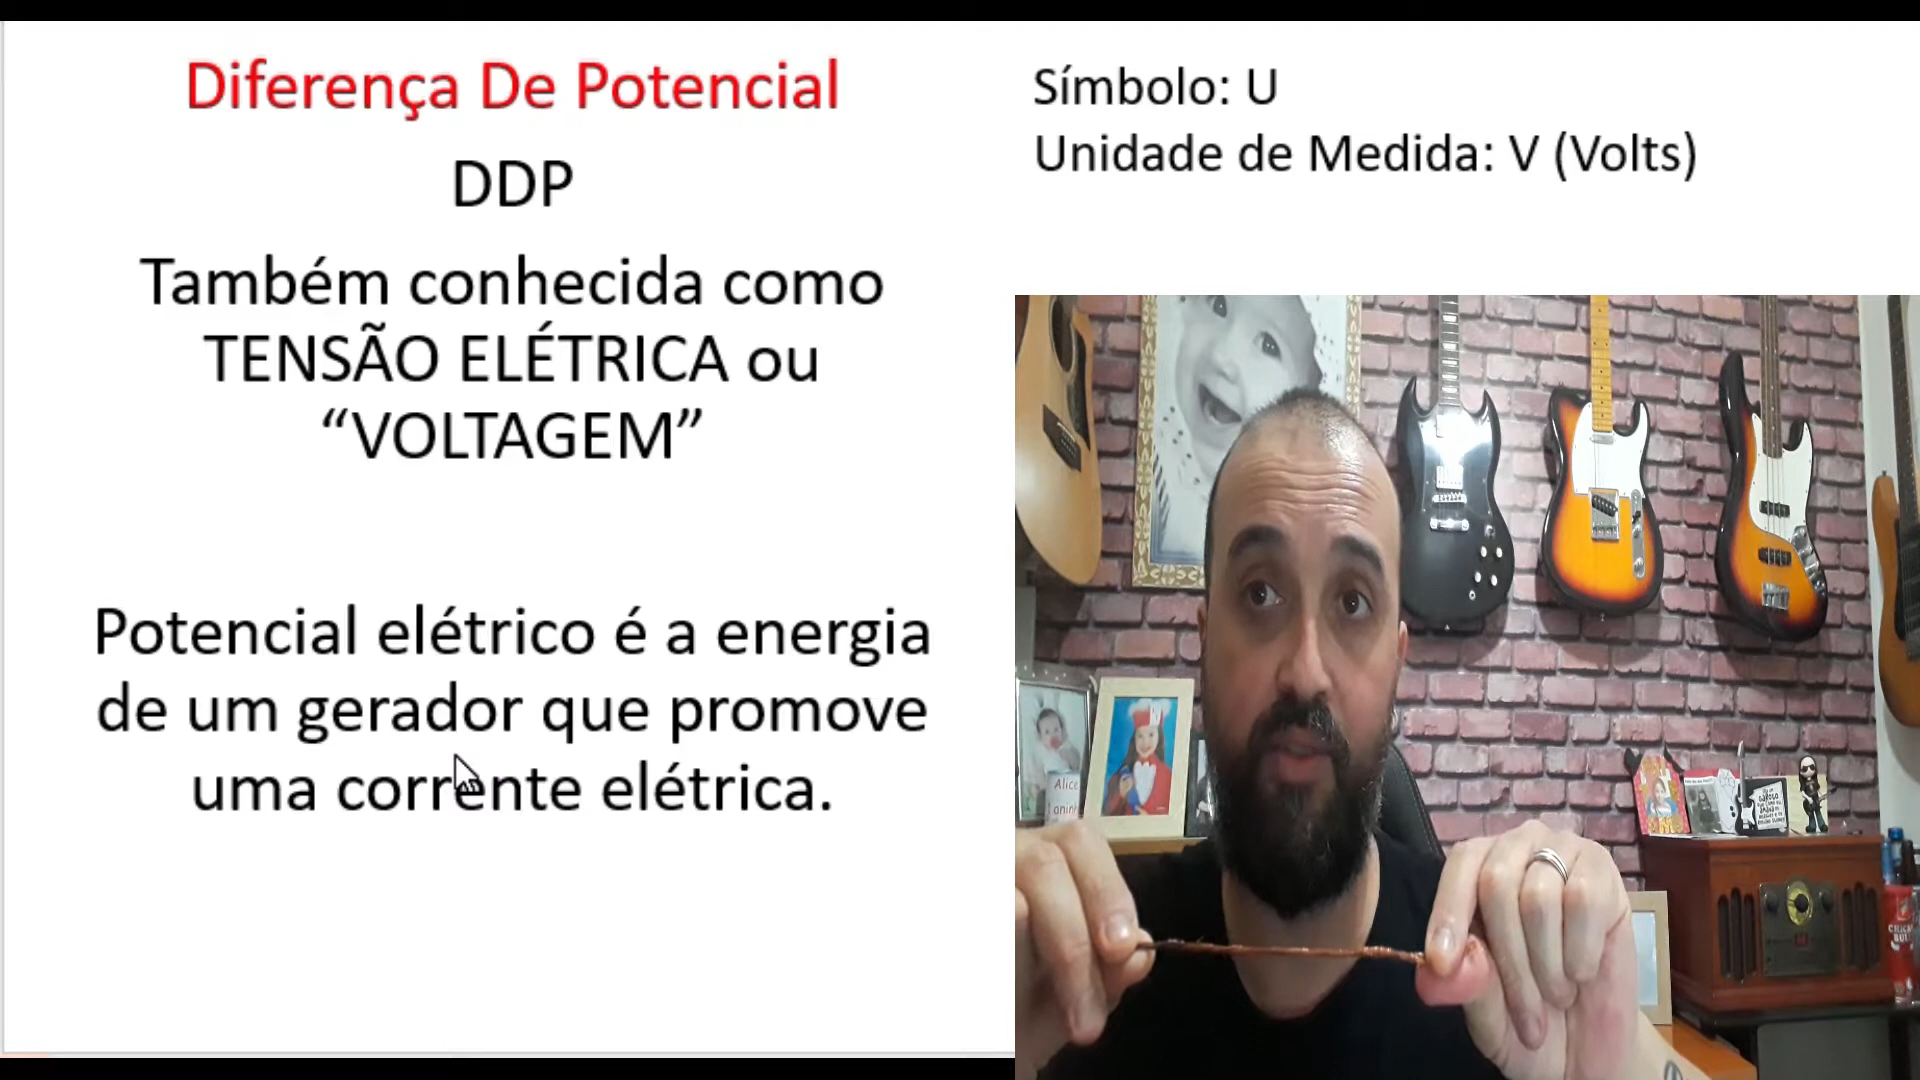 Diferença De Potencial
DDP
Também conhecida como
TENSÃO ELÉTRICA ou
“VOLTAGEM”
Potencial elétrico é a energia
de um gerador que promove
uma corrente elétrica.
Símbolo: U
Unidade de Medida: V (Volts)
Alice